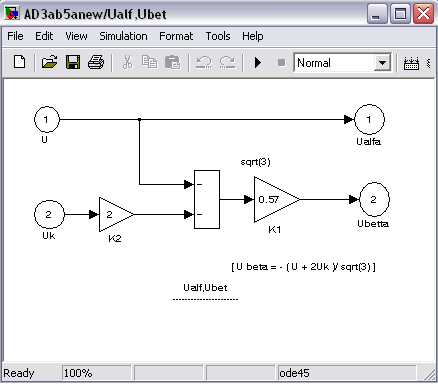 AD3ab5anew/Ualf,Ubet
File Edit View Simulation Format Tools Help
Normal
1 1
U Ualfa
sqrt(3)
2 2 0.57 2
Uk K2 K1 Ubetta
[ U beta = - ( U + 2Uk )/ sqrt(3) ]
Ualf,Ubet
Ready 100% ode45